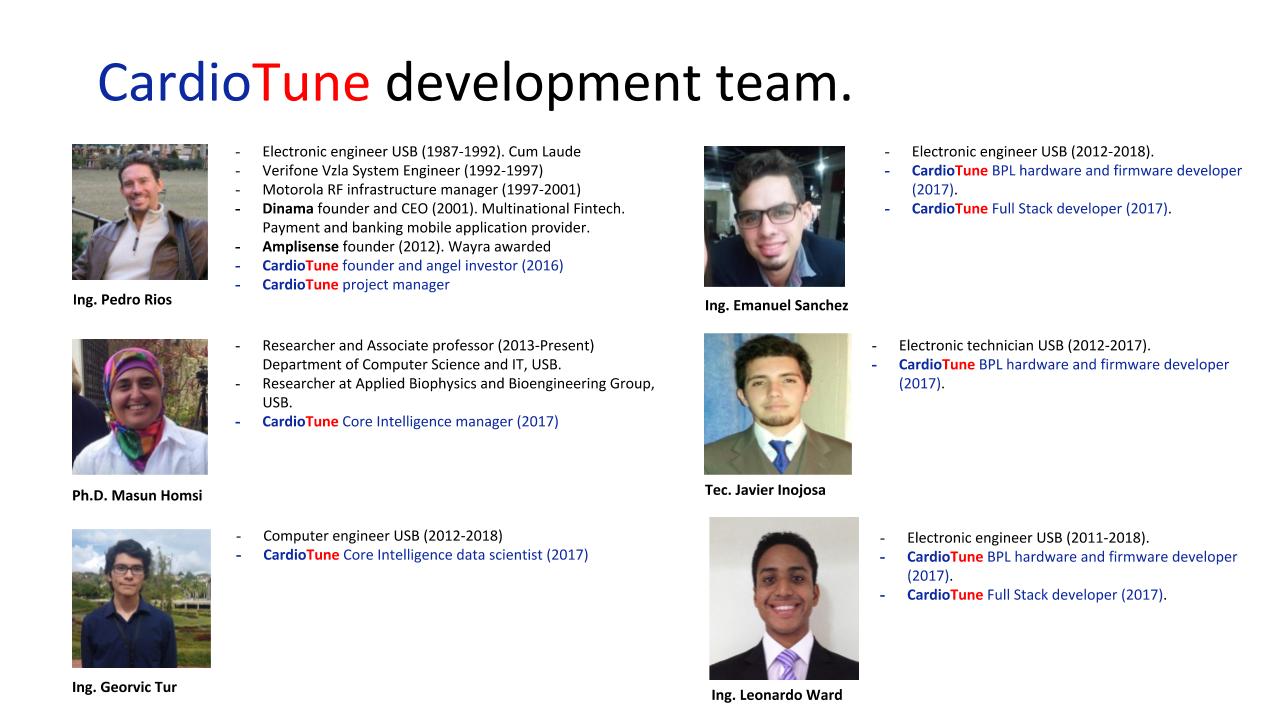 CardioTune development team.
- Electronic engineer USB (1987-1992). Cum Laude
- Verifone Vzla System Engineer (1992-1997)
- Motorola RF infrastructure manager (1997-2001)
- Dinama founder and CEO (2001). Multinational Fintech.
Payment and banking mobile application provider.
- Amplisense founder (2012). Wayra awarded
- CardioTune founder and angel investor (2016)
- CardioTune project manager
Ing. Pedro Rios
- Researcher and Associate professor (2013-Present)
Department of Computer Science and IT, USB.
- Researcher at Applied Biophysics and Bioengineering Group,
USB.
- CardioTune Core Intelligence manager (2017)
Ph.D. Masun Homsi
- Computer engineer USB (2012-2018)
- CardioTune Core Intelligence data scientist (2017)
Ing. Georvic Tur
- Electronic engineer USB (2012-2018).
- CardioTune BPL hardware and firmware developer
(2017).
- CardioTune Full Stack developer (2017).
Ing. Emanuel Sanchez
- Electronic technician USB (2012-2017).
- CardioTune BPL hardware and firmware developer
(2017).
Tec. Javier Inojosa
- Electronic engineer USB (2011-2018).
- CardioTune BPL hardware and firmware developer
(2017).
- CardioTune Full Stack developer (2017).
Ing. Leonardo Ward